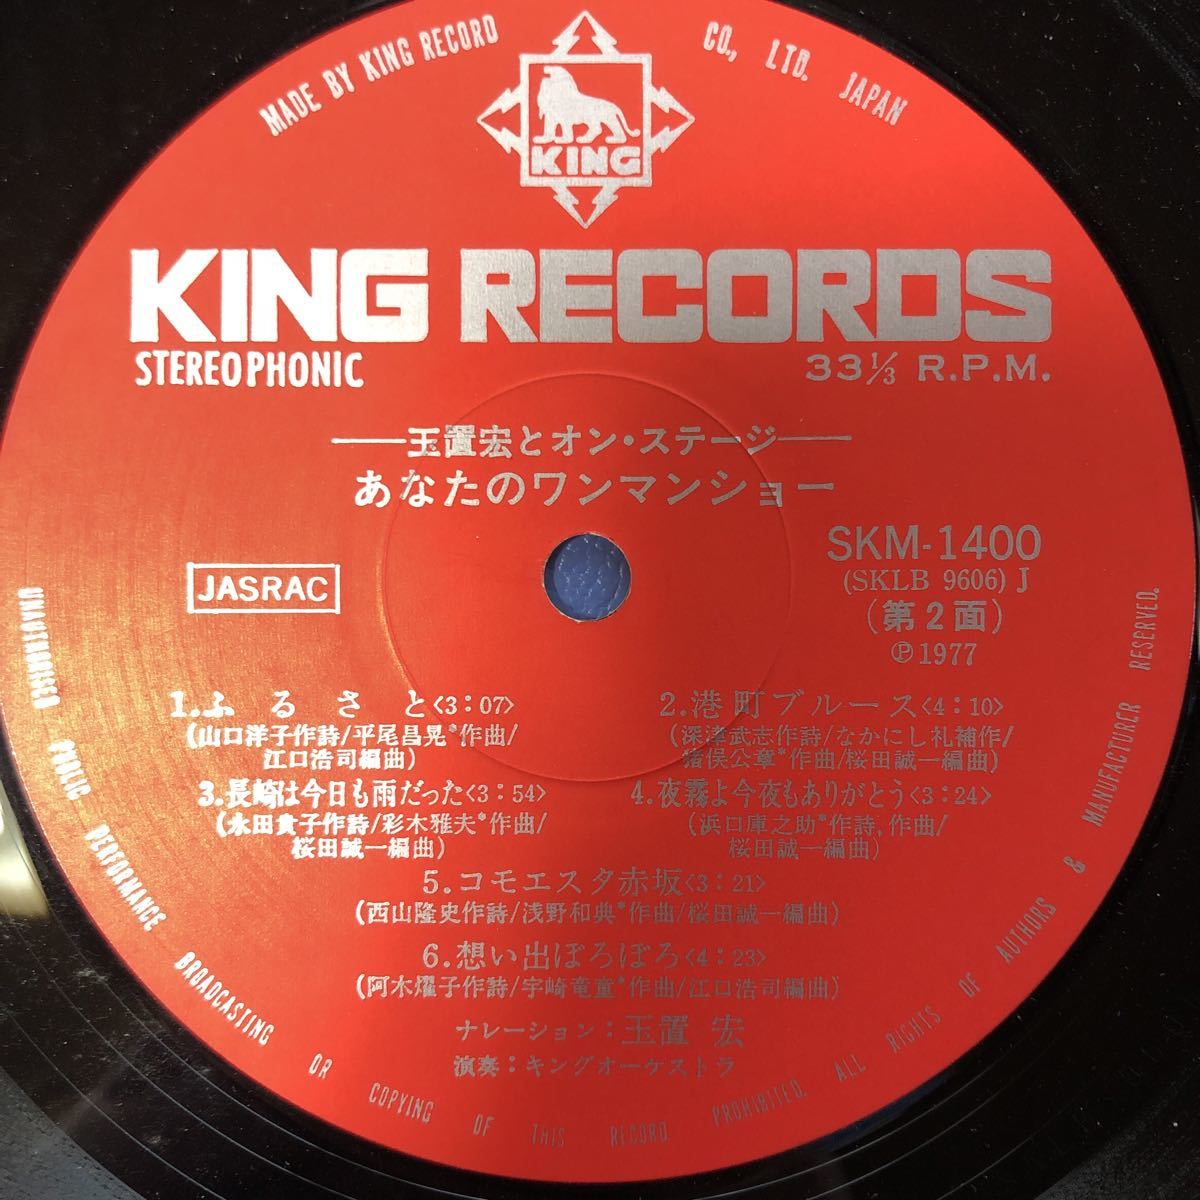 MADE BY KING RECORD CO., LTD. JAPAN
KING
KING RECORDS
STEREOPHONIC
33⅓ R.P.M.
—玉置宏とオン・ステージ—
あなたのワンマンショー
JASRAC
SKM-1400
(SKLB 9606) J
(第2面)
Ⓟ1977
1.ふるさと<3:07>
(山口洋子作詩/平尾昌晃*作曲/
江口浩司編曲)
2.港町ブルース<4:10>
(深津武志作詩/なかにし礼補作/
猪俣公章*作曲/桜田誠一編曲)
3.長崎は今日も雨だった<3:54>
(永田貴子作詩/彩木雅夫*作曲/
桜田誠一編曲)
4.夜霧よ今夜もありがとう<3:24>
(浜口庫之助*作詩,作曲/
桜田誠一編曲)
5.コモエスタ赤坂<3:21>
(西山隆史作詩/浅野和典*作曲/桜田誠一編曲)
6.想い出ぼろぼろ<4:23>
(阿木燿子作詩/宇崎竜童*作曲/江口浩司編曲)
ナレーション:玉置 宏
演奏:キングオーケストラ
UNAUTHORISED PUBLIC PERFORMANCE BROADCASTING OR COPYING OF THIS RECORD PROHIBITED. ALL RIGHTS OF AUTHORS & MANUFACTURER RESERVED.